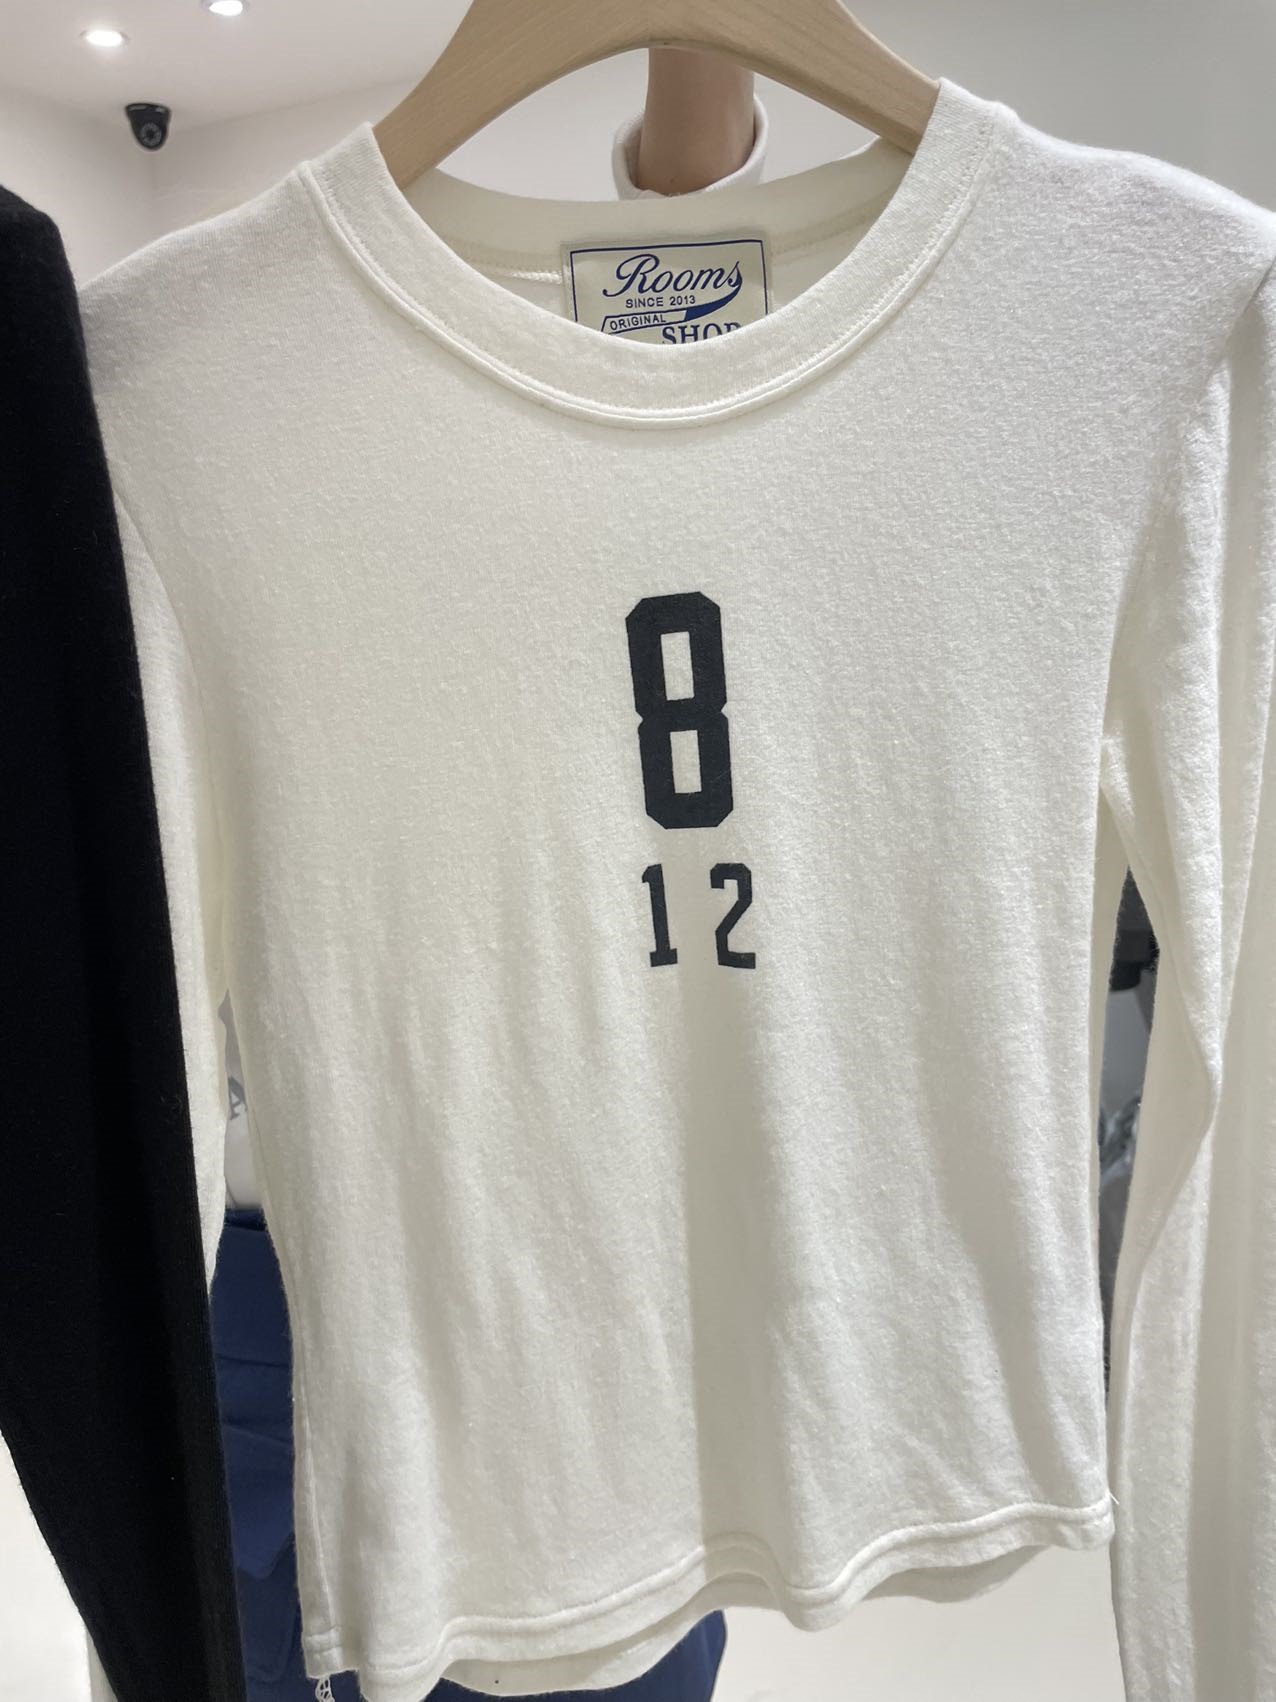 Rooms
SINCE 2013
ORIGINAL
SHOP
8
12